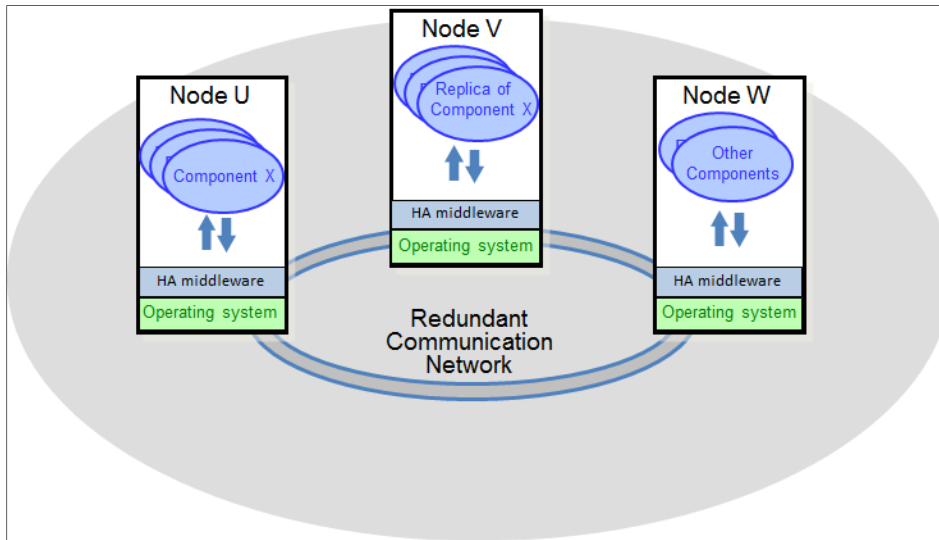 Node U
Component X
HA middleware
Operating system
Node V
Replica of
Component X
HA middleware
Operating system
Node W
Other
Components
HA middleware
Operating system
Redundant
Communication
Network